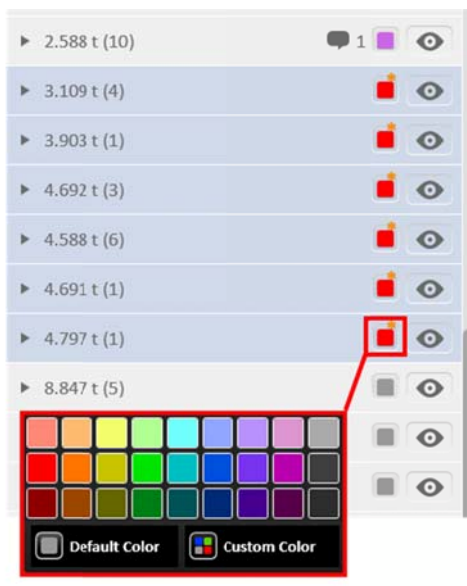 2.588 t (10) 1
3.109 t (4)
3.903 t (1)
4.692 t (3)
4.588 t (6)
4.691 t (1)
4.797 t (1)
8.847 t (5)
Default Color Custom Color